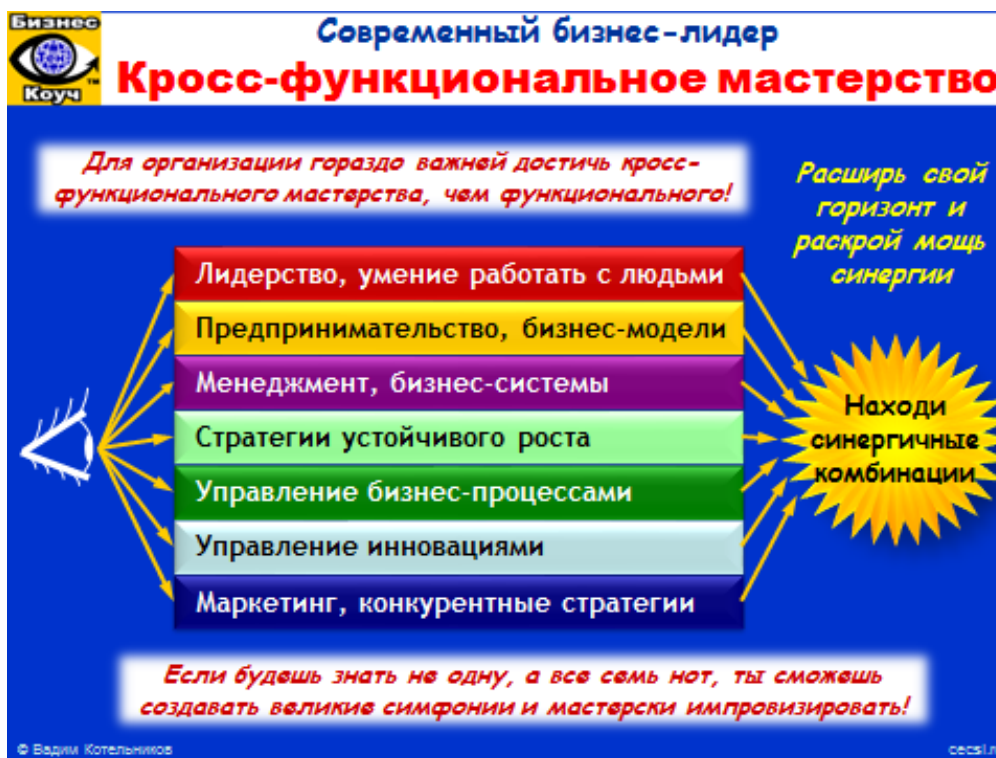 Бизнес
Коуч
Современный бизнес-лидер
Кросс-функциональное мастерство
Для организации гораздо важней достичь кросс-
функционального мастерства, чем функционального!
Расширь свой
горизонт и
раскрой мощь
синергии
Лидерство, умение работать с людьми
Предпринимательство, бизнес-модели
Менеджмент, бизнес-системы
Стратегии устойчивого роста
Управление бизнес-процессами
Управление инновациями
Маркетинг, конкурентные стратегии
Находи
синергичные
комбинации
Если будешь знать не одну, а все семь нот, ты сможешь
создавать великие симфонии и мастерски импровизировать!
© Вадим Котельников